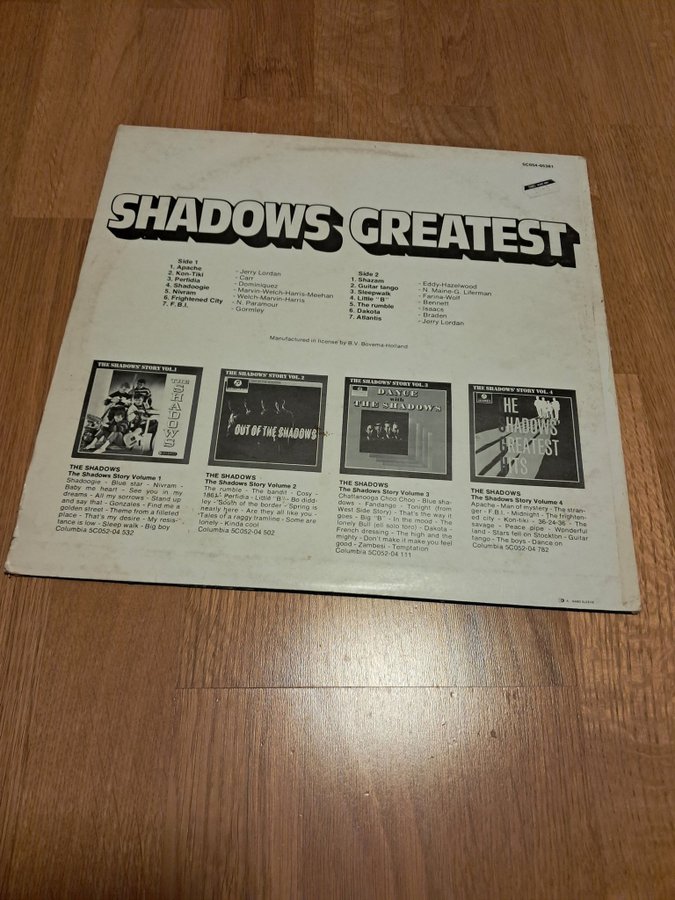 5C054-05361
SHADOWS GREATEST
Side 1
1. Apache - Jerry Lordan
2. Kon-Tiki - Carr
3. Perfidia - Dominiquez
4. Shadoogie - Marvin-Welch-Harris-Meehan
5. Nivram - Welch-Marvin-Harris
6. Frightened City - N. Paramour
7. F.B.I. - Gormley
Side 2
1. Shazam - Eddy-Hazelwood
2. Guitar tango - N. Maine-G. Liferman
3. Sleepwalk - Farina-Wolf
4. Little "B" - Bennett
5. The rumble - Isaacs
6. Dakota - Braden
7. Atlantis - Jerry Lordan
Manufactured in license by B.V. Bovema-Holland
THE SHADOWS' STORY VOL.1
THE SHADOWS
THE SHADOWS
The Shadows Story Volume 1
Shadoogie - Blue star - Nivram -
Baby me heart - See you in my
dreams - All my sorrows - Stand up
and say that - Gonzales - Find me a
golden street - Theme from a filleted
place - That's my desire - My resis-
tance is low - Sleep walk - Big boy
Columbia 5C052-04 532
THE SHADOWS' STORY VOL.2
OUT OF THE SHADOWS
THE SHADOWS
The Shadows Story Volume 2
The rumble - The bandit - Cosy -
1861 - Perfidia - Little "B" - Bo didd-
ley - South of the border - Spring is
nearly here - Are they all like you -
Tales of a raggy tramline - Some are
lonely - Kinda cool
Columbia 5C052-04 502
THE SHADOWS' STORY VOL.3
DANCE
with
THE SHADOWS
THE SHADOWS
The Shadows Story Volume 3
Chattanooga Choo Choo - Blue sha-
dows - Fandango - Tonight (from
West Side Story) - That's the way it
goes - Big "B" - In the mood - The
lonely Bull (oli solo tero) - Dakota -
French dressing - The high and the
mighty - Don't make it make you feel
good - Zambesi - Temptation
Columbia 5C052-04 111
THE SHADOWS' STORY VOL.4
HE
SHADOWS
GREATEST
HITS
THE SHADOWS
The Shadows Story Volume 4
Apache - Man of mystery - The stran-
ger - F.B.I. - Midnight - The frighten-
ed city - Kon-tiki - 36-24-36 - The
savage - Peace pipe - Wonderful
land - Stars fell on Stockton - Guitar
tango - The boys - Dance on
Columbia 5C052-04 782